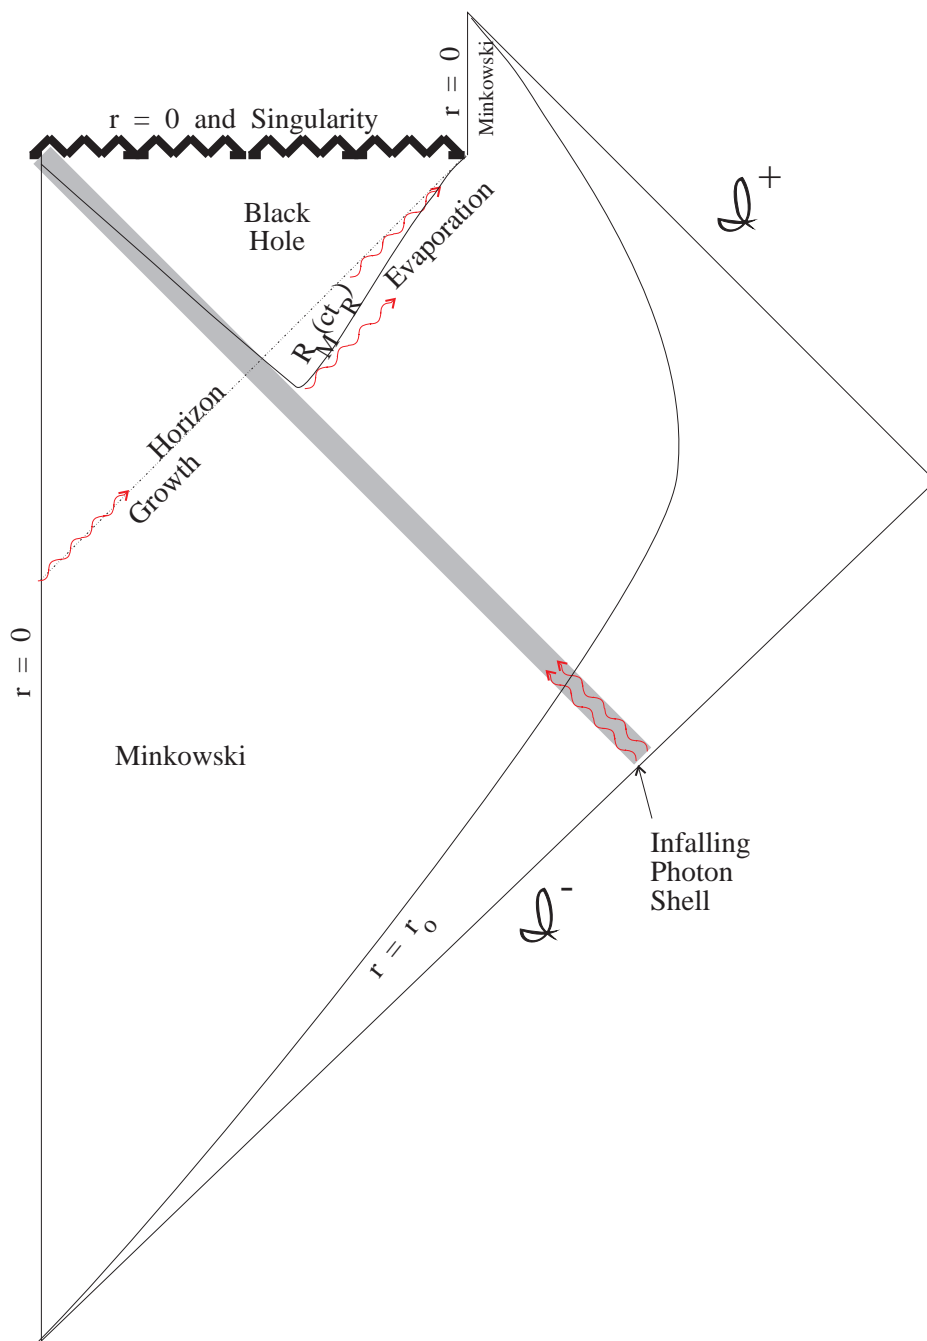 r = 0
Minkowski
r = 0 and Singularity
ℐ+
Black
Hole
Evaporation
R_M(ct_R)
Horizon
Growth
r = 0
Minkowski
Infalling
Photon
Shell
ℐ-
r = r_o